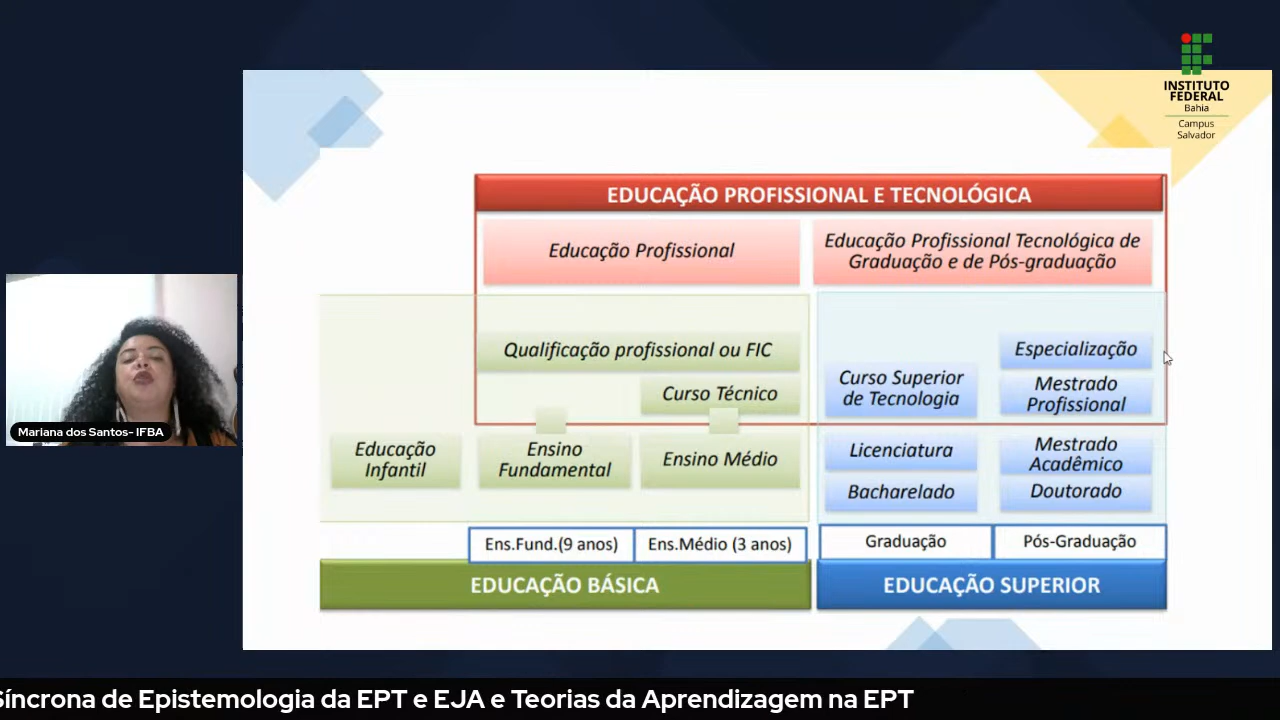 INSTITUTO
FEDERAL
Bahia
Campus
Salvador
EDUCAÇÃO PROFISSIONAL E TECNOLÓGICA
Educação Profissional
Educação Profissional Tecnológica de
Graduação e de Pós-graduação
Qualificação profissional ou FIC
Curso Técnico
Curso Superior
de Tecnologia
Especialização
Mestrado
Profissional
Educação
Infantil
Ensino
Fundamental
Ensino Médio
Licenciatura
Bacharelado
Mestrado
Acadêmico
Doutorado
Ens.Fund.(9 anos)
Ens.Médio (3 anos)
Graduação
Pós-Graduação
EDUCAÇÃO BÁSICA
EDUCAÇÃO SUPERIOR
Mariana dos Santos- IFBA
Síncrona de Epistemologia da EPT e EJA e Teorias da Aprendizagem na EPT